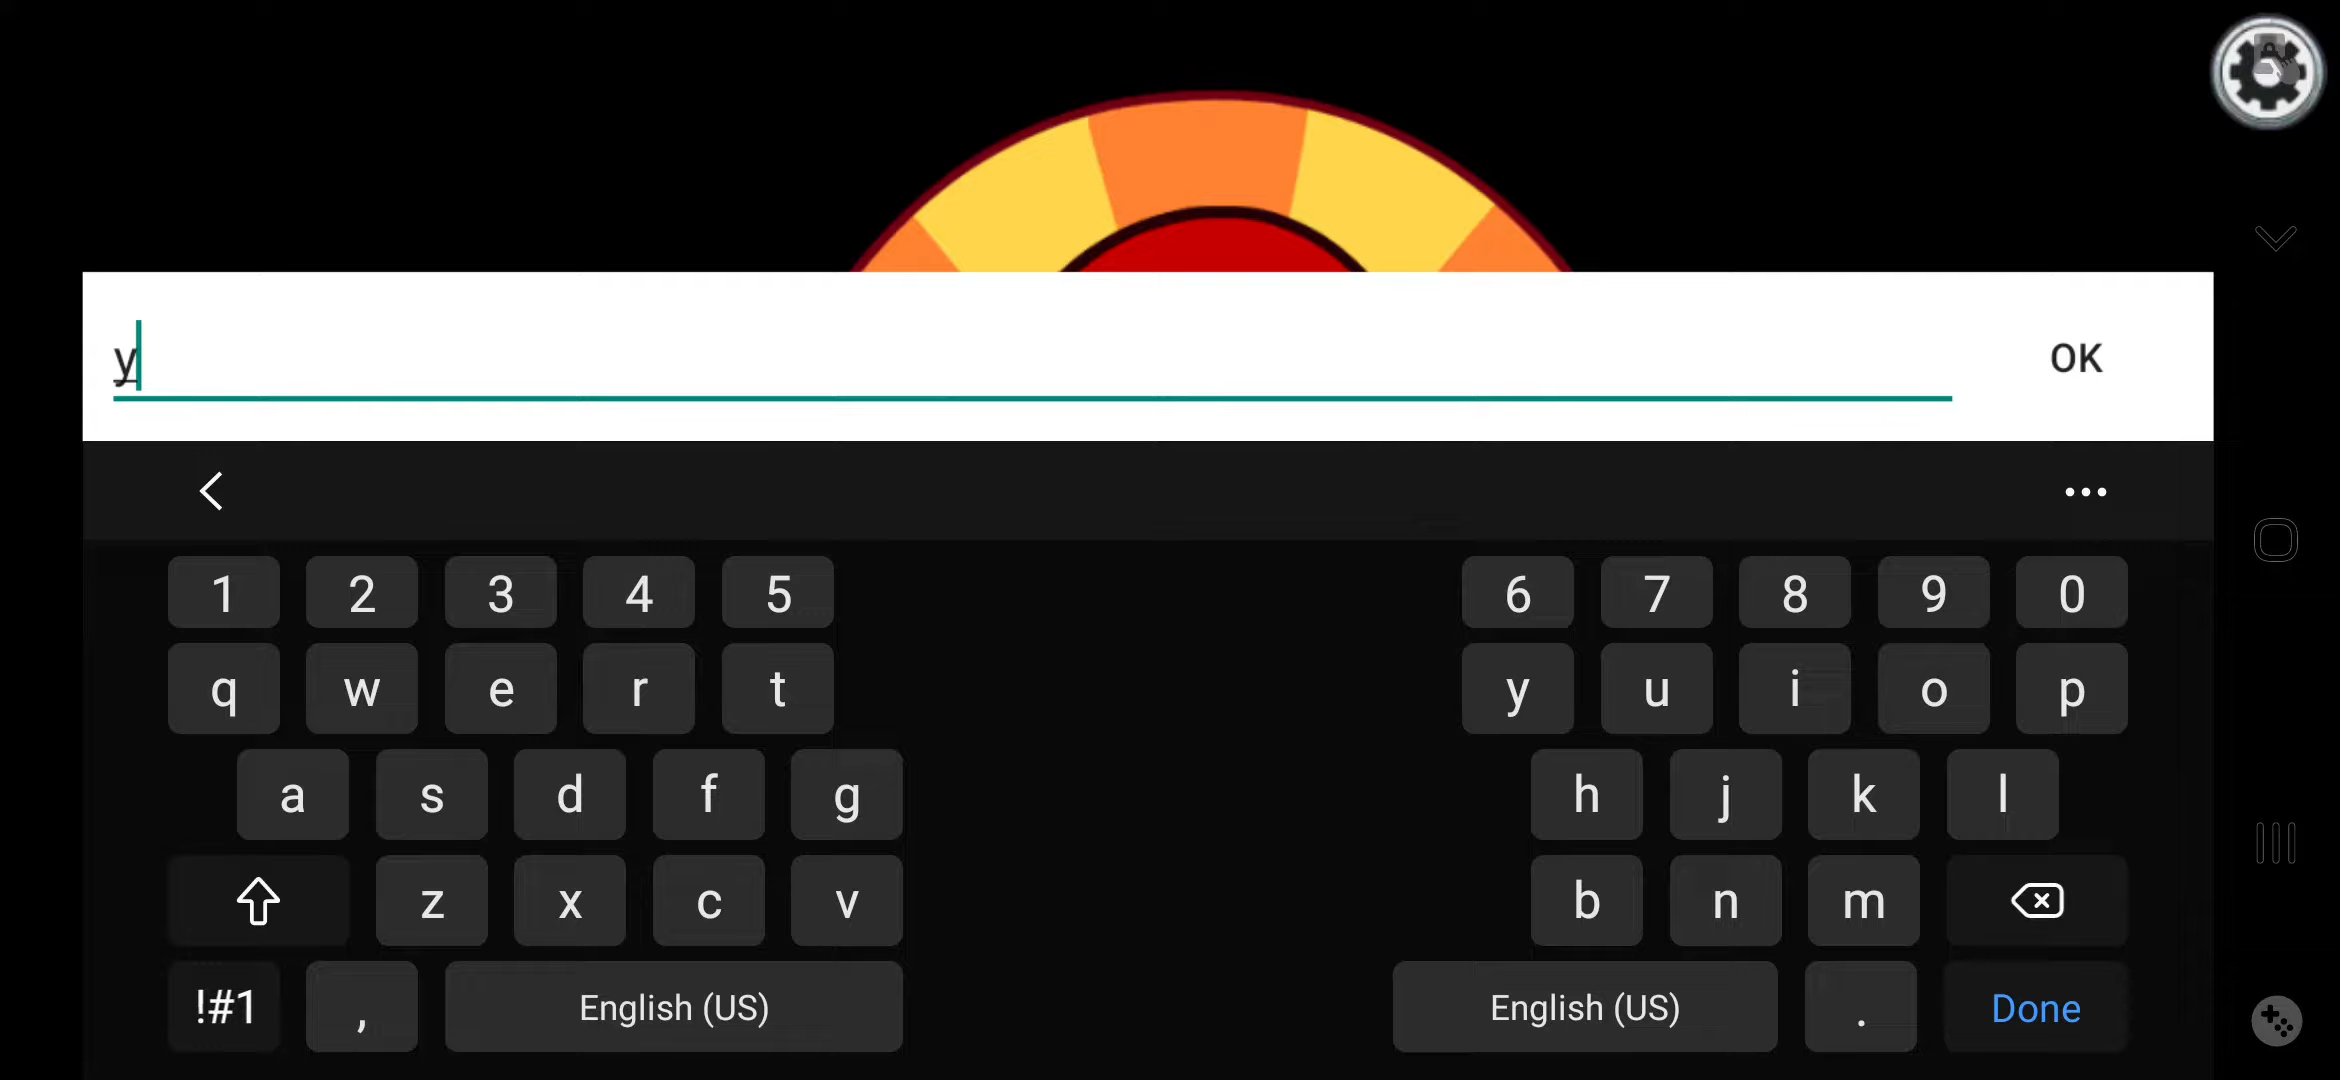 y
OK
1 2 3 4 5 6 7 8 9 0
q w e r t y u i o p
a s d f g h j k l
z x c v b n m
!#1 , English (US) English (US) . Done